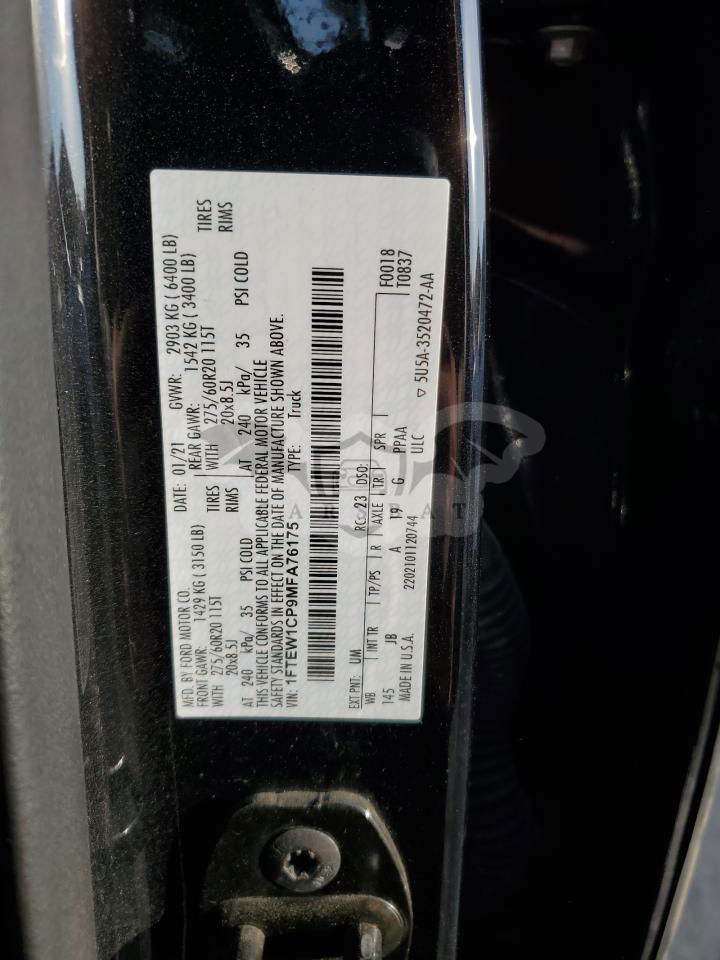 MFD. BY FORD MOTOR CO. DATE: 01/21 GVWR: 2903 KG ( 6400 LB)
FRONT GAWR: 1429 KG ( 3150 LB) REAR GAWR: 1542 KG ( 3400 LB)
WITH 275/60R20 115T TIRES WITH 275/60R20 115T TIRES
20x8.5J RIMS 20x8.5J RIMS
AT 240 kPa/ 35 PSI COLD AT 240 kPa/ 35 PSI COLD
THIS VEHICLE CONFORMS TO ALL APPLICABLE FEDERAL MOTOR VEHICLE
SAFETY STANDARDS IN EFFECT ON THE DATE OF MANUFACTURE SHOWN ABOVE.
VIN: 1FTEW1CP9MFA76175 TYPE: Truck
EXT PNT: UM RC: 23 DSO: F0018
WB INT TR TP/PS R AXLE TR SPR T0837
145 JB A 19 G PPAA
MADE IN U.S.A. 2202101120744 ULC ▽ 5U5A-3520472-AA